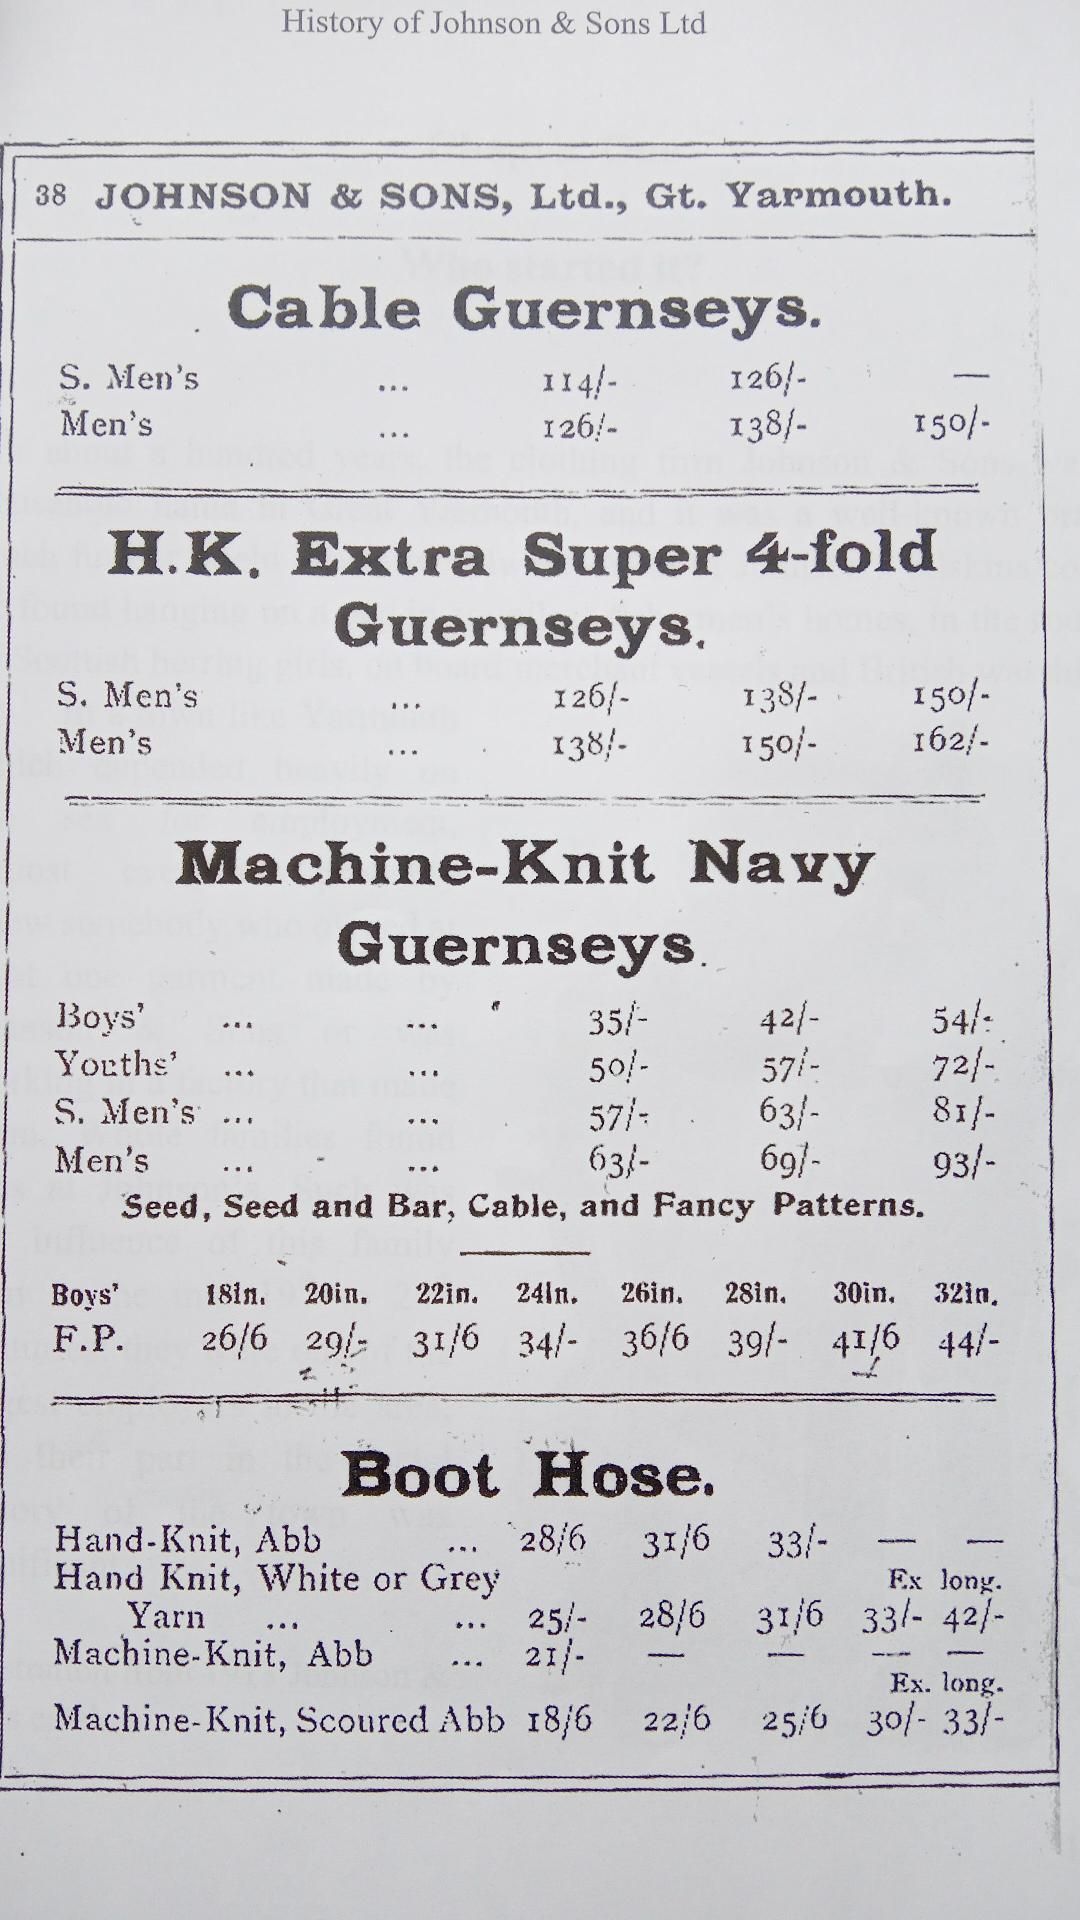 History of Johnson & Sons Ltd
38 JOHNSON & SONS, Ltd., Gt. Yarmouth.
Cable Guernseys.
S. Men's ... 114/- 126/- —
Men's ... 126/- 138/- 150/-
H.K. Extra Super 4-fold
Guernseys.
S. Men's ... 126/- 138/- 150/-
Men's ... 138/- 150/- 162/-
Machine-Knit Navy
Guernseys.
Boys' ... ... 35/- 42/- 54/-
Youths' ... ... 50/- 57/- 72/-
S. Men's ... ... 57/- 63/- 81/-
Men's ... ... 63/- 69/- 93/-
Seed, Seed and Bar, Cable, and Fancy Patterns.
Boys' 18in. 20in. 22in. 24in. 26in. 28in. 30in. 32in.
F.P. 26/6 29/- 31/6 34/- 36/6 39/- 41/6 44/-
Boot Hose.
Hand-Knit, Abb ... 28/6 31/6 33/- — —
Hand Knit, White or Grey Ex long.
Yarn ... ... 25/- 28/6 31/6 33/- 42/-
Machine-Knit, Abb ... 21/- — — — —
Ex. long.
Machine-Knit, Scoured Abb 18/6 22/6 25/6 30/- 33/-